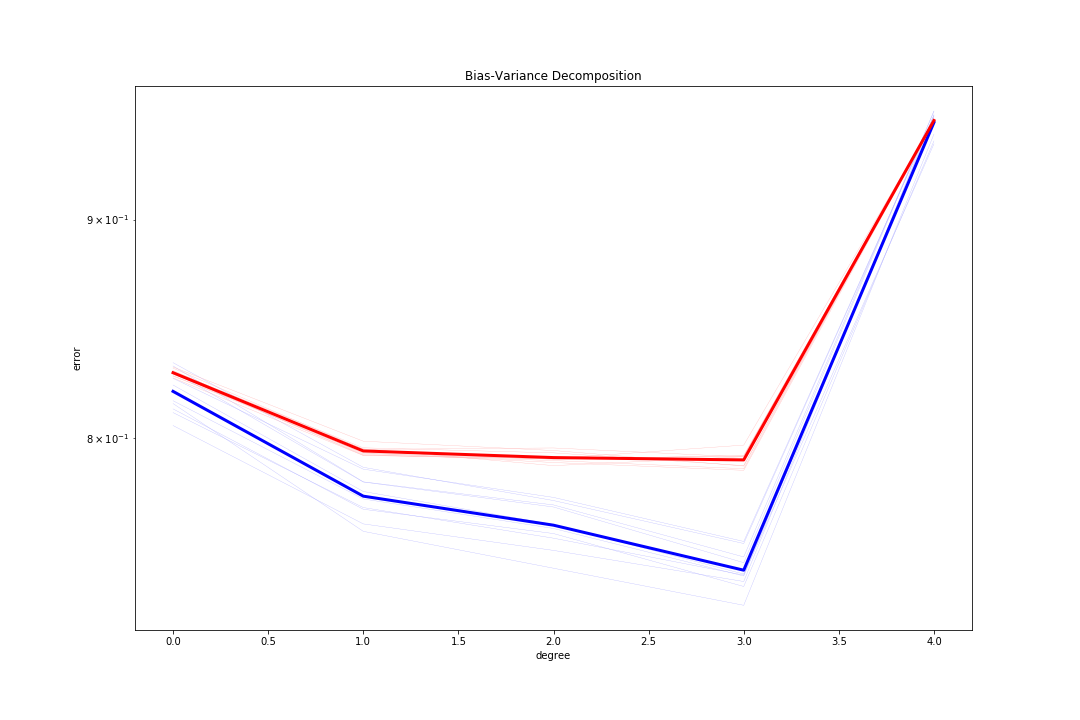 Bias-Variance Decomposition
9 × 10⁻¹
error
8 × 10⁻¹
0.0 0.5 1.0 1.5 2.0 2.5 3.0 3.5 4.0
degree